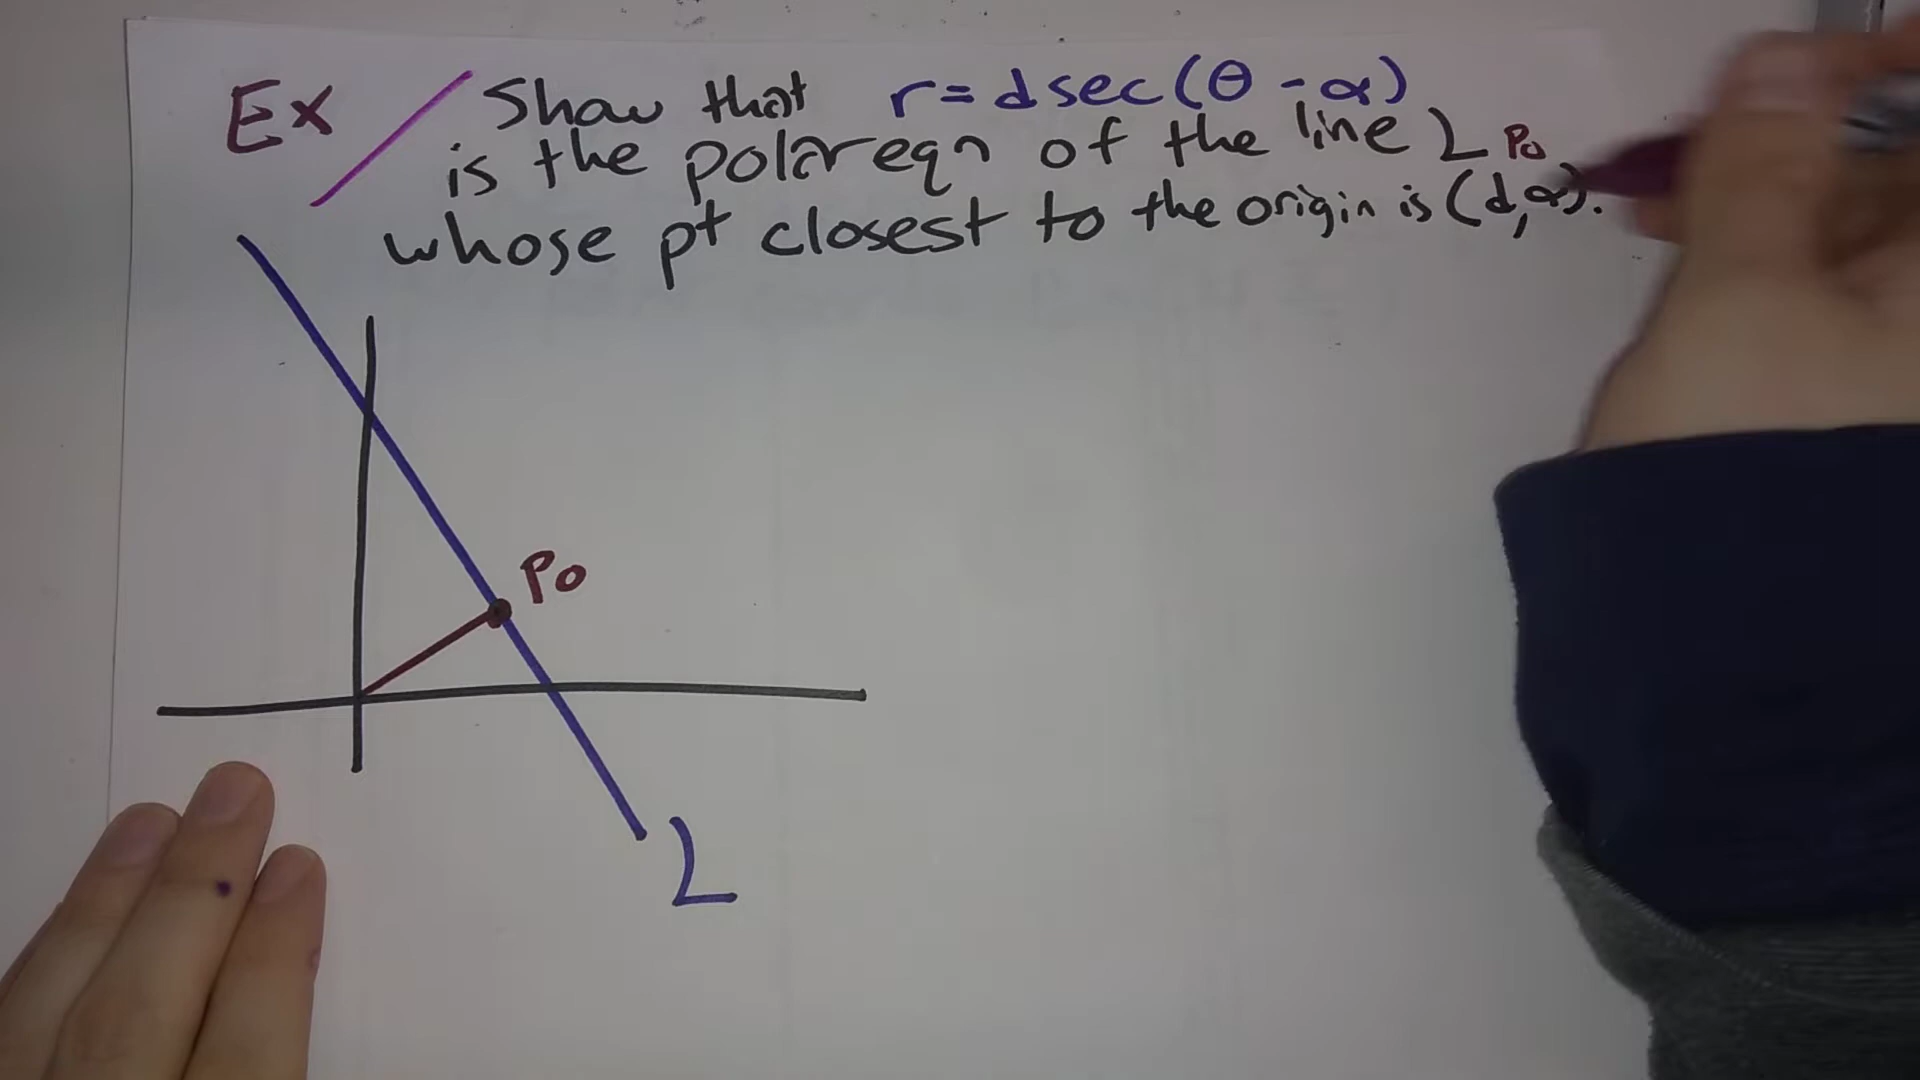 Ex / Show that r = d sec(θ - α)
is the polar eqn of the line L P₀
whose pt closest to the origin is (d, α).
P₀
L